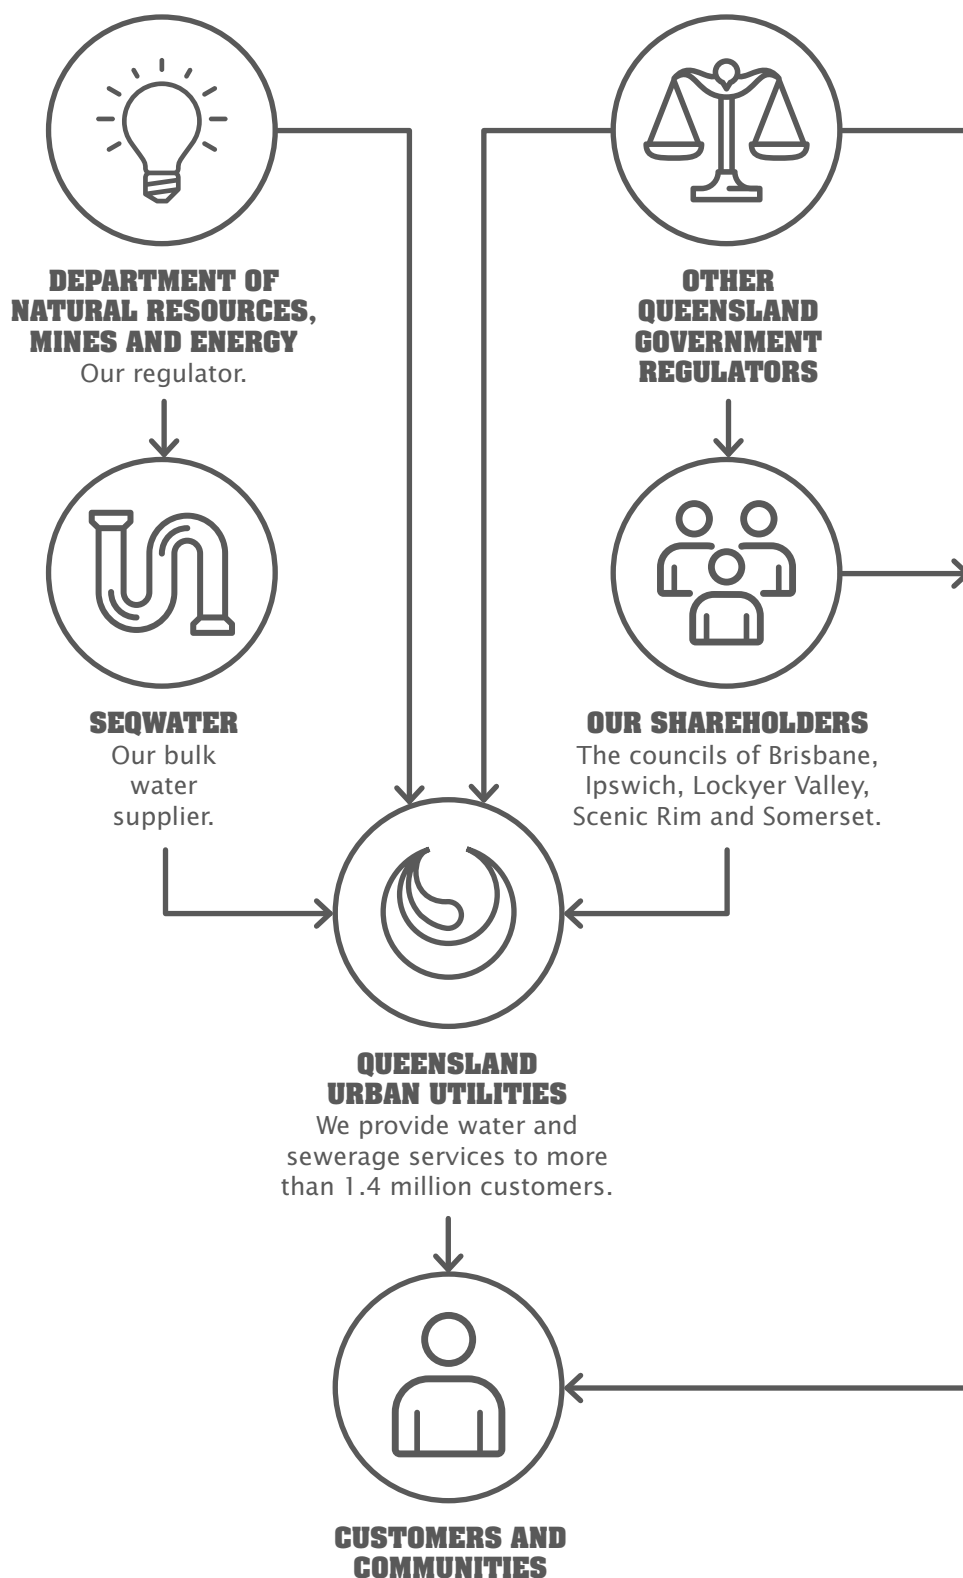 DEPARTMENT OF
NATURAL RESOURCES,
MINES AND ENERGY
Our regulator.
OTHER
QUEENSLAND
GOVERNMENT
REGULATORS
SEQWATER
Our bulk
water
supplier.
OUR SHAREHOLDERS
The councils of Brisbane,
Ipswich, Lockyer Valley,
Scenic Rim and Somerset.
QUEENSLAND
URBAN UTILITIES
We provide water and
sewerage services to more
than 1.4 million customers.
CUSTOMERS AND
COMMUNITIES